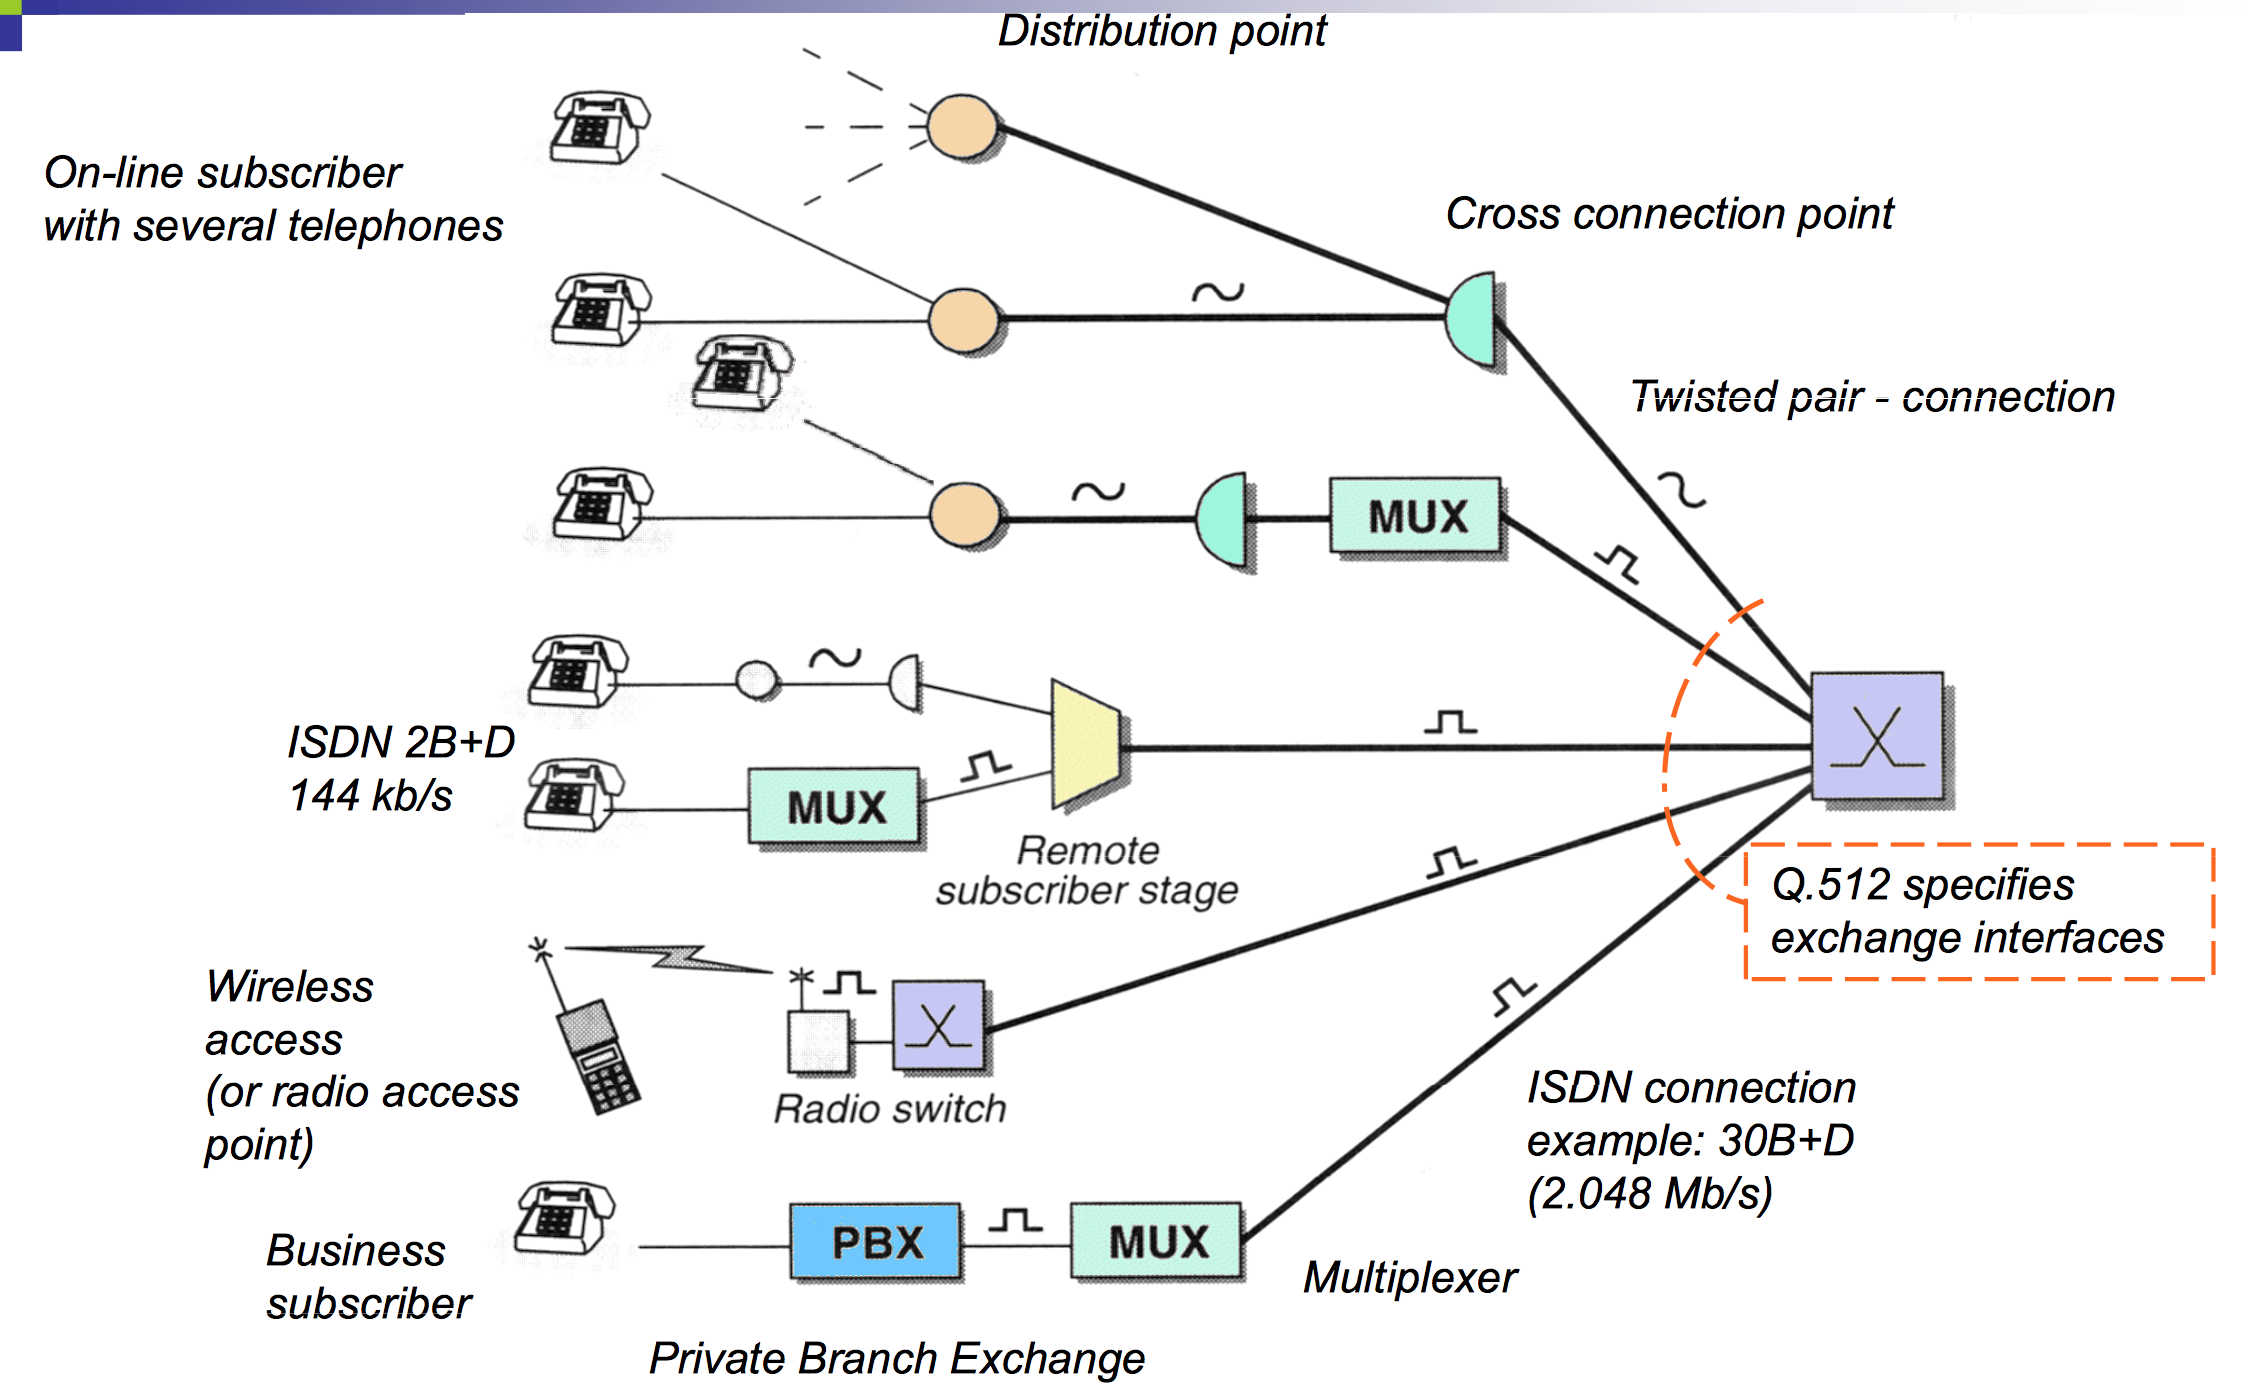 Distribution point
On-line subscriber
with several telephones
Cross connection point
Twisted pair - connection
MUX
ISDN 2B+D
144 kb/s
MUX
Remote
subscriber stage
Q.512 specifies
exchange interfaces
Wireless
access
(or radio access
point)
Radio switch
ISDN connection
example: 30B+D
(2.048 Mb/s)
Business
subscriber
PBX
MUX
Multiplexer
Private Branch Exchange